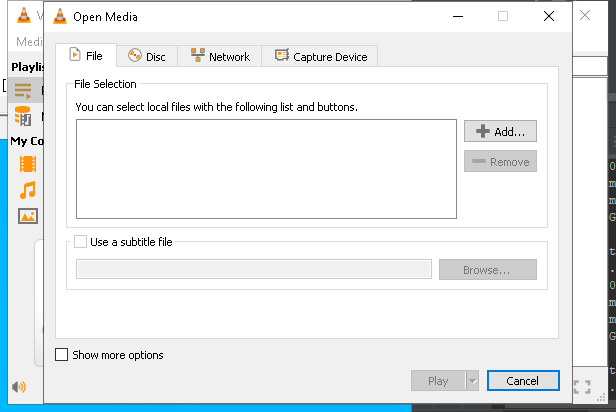 Open Media
Medi
File
Disc
Network
Capture Device
Playlis
File Selection
You can select local files with the following list and buttons.
Add...
Remove
My Co
Use a subtitle file
Browse...
Show more options
Play
Cancel